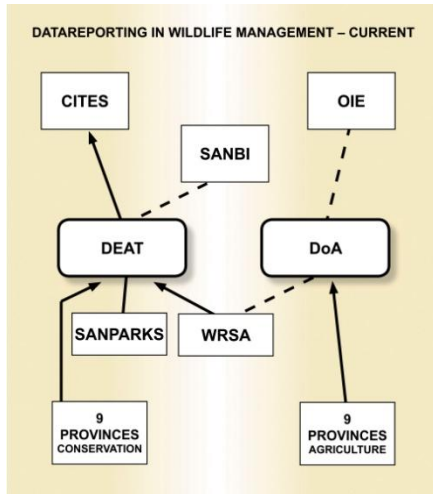 DATAREPORTING IN WILDLIFE MANAGEMENT – CURRENT
CITES
OIE
SANBI
DEAT
DoA
SANPARKS
WRSA
9
PROVINCES
CONSERVATION
9
PROVINCES
AGRICULTURE